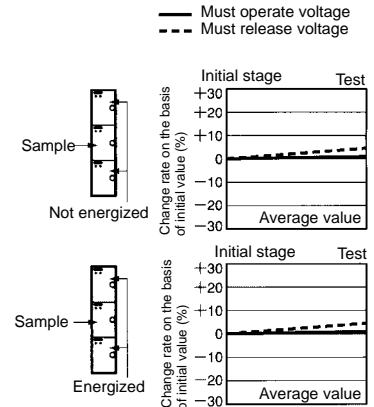 Must operate voltage
Must release voltage
Initial stage
Test
Change rate on the basis
of initial value (%)
+30
+20
+10
0
−10
−20
−30
Average value
Sample
Not energized
Initial stage
Test
Change rate on the basis
of initial value (%)
+30
+20
+10
0
−10
−20
−30
Average value
Sample
Energized